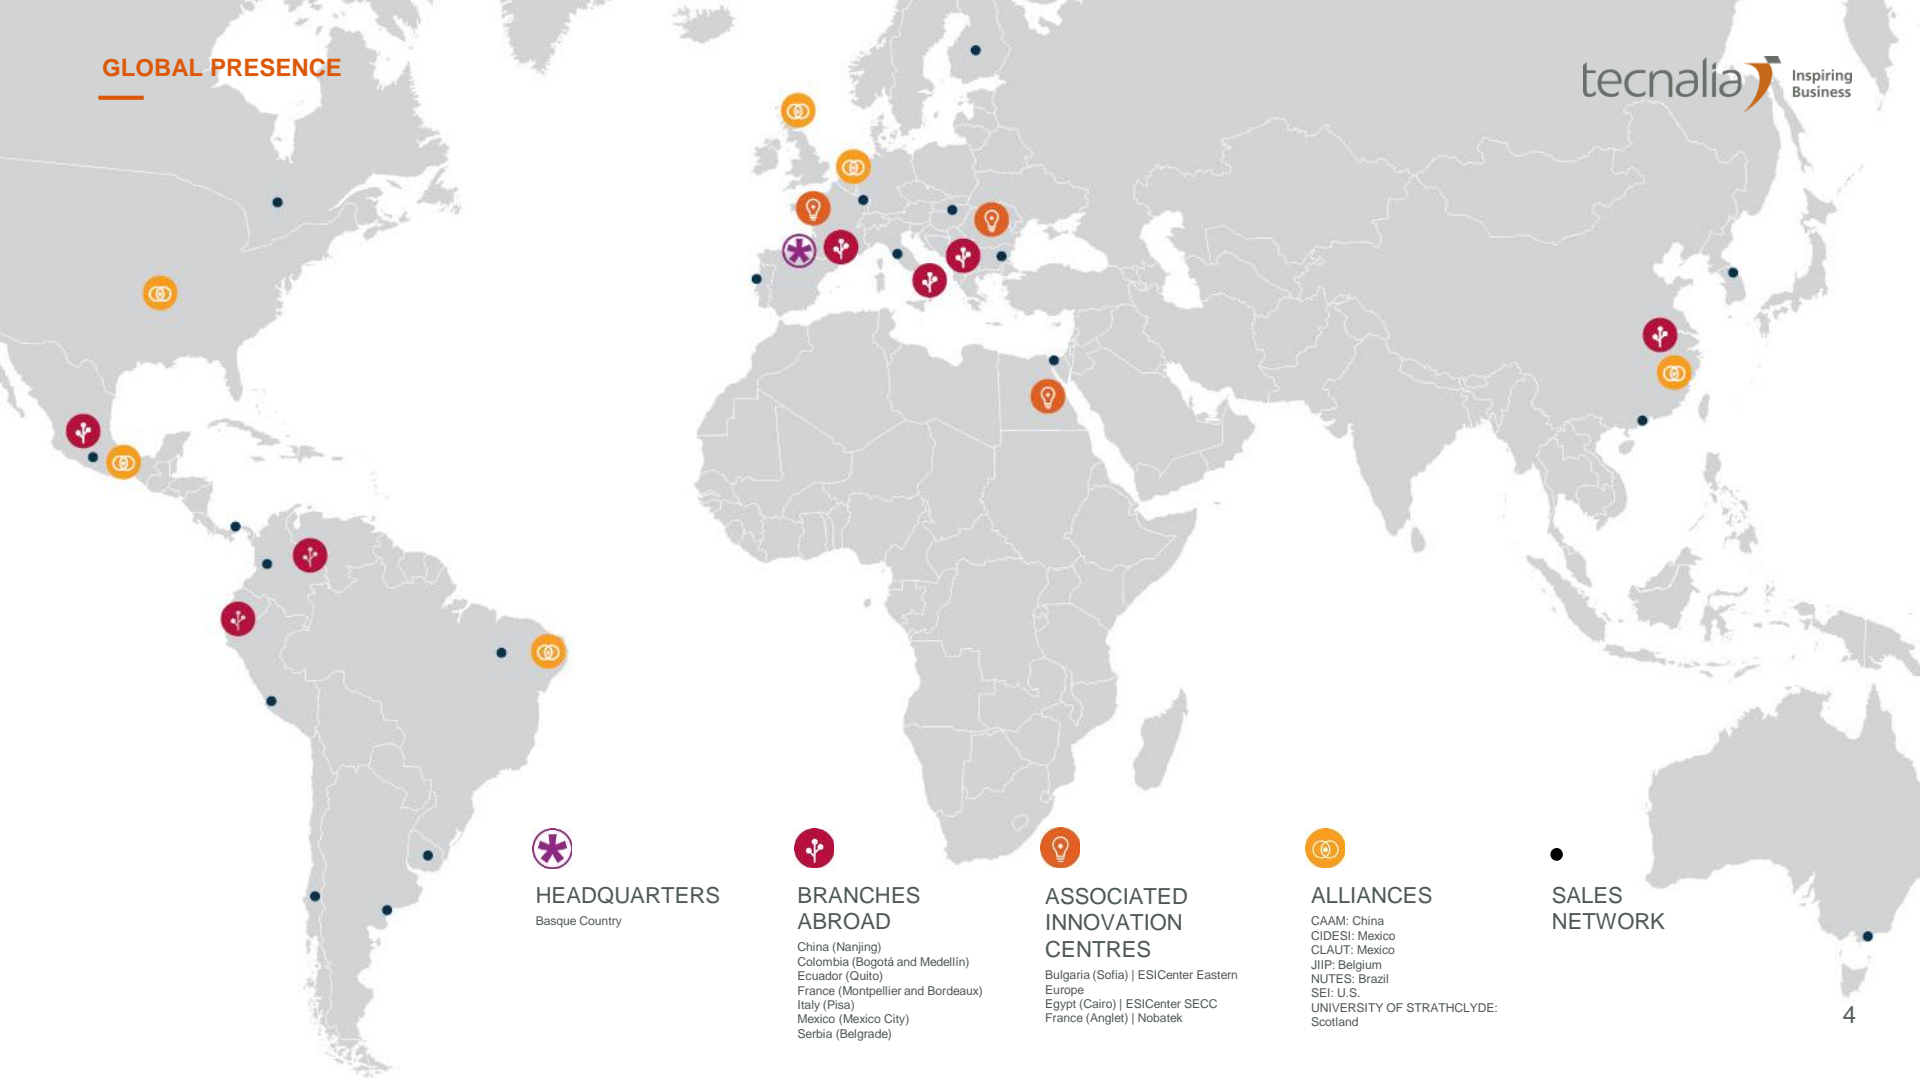 GLOBAL PRESENCE
tecnalia Inspiring
Business
HEADQUARTERS
Basque Country
BRANCHES
ABROAD
China (Nanjing)
Colombia (Bogotá and Medellín)
Ecuador (Quito)
France (Montpellier and Bordeaux)
Italy (Pisa)
Mexico (Mexico City)
Serbia (Belgrade)
ASSOCIATED
INNOVATION
CENTRES
Bulgaria (Sofia) | ESICenter Eastern
Europe
Egypt (Cairo) | ESICenter SECC
France (Anglet) | Nobatek
ALLIANCES
CAAM: China
CIDESI: Mexico
CLAUT: Mexico
JIIP: Belgium
NUTES: Brazil
SEI: U.S.
UNIVERSITY OF STRATHCLYDE:
Scotland
SALES
NETWORK
4